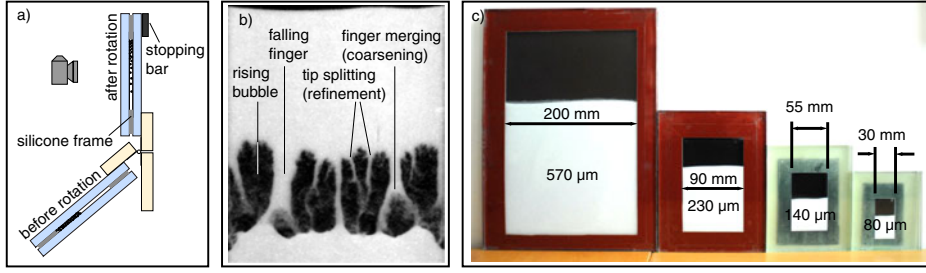 a)
after rotation
stopping
bar
silicone frame
before rotation
b)
falling
finger
finger merging
(coarsening)
rising
bubble
tip splitting
(refinement)
c)
200 mm
570 µm
90 mm
230 µm
55 mm
140 µm
30 mm
80 µm